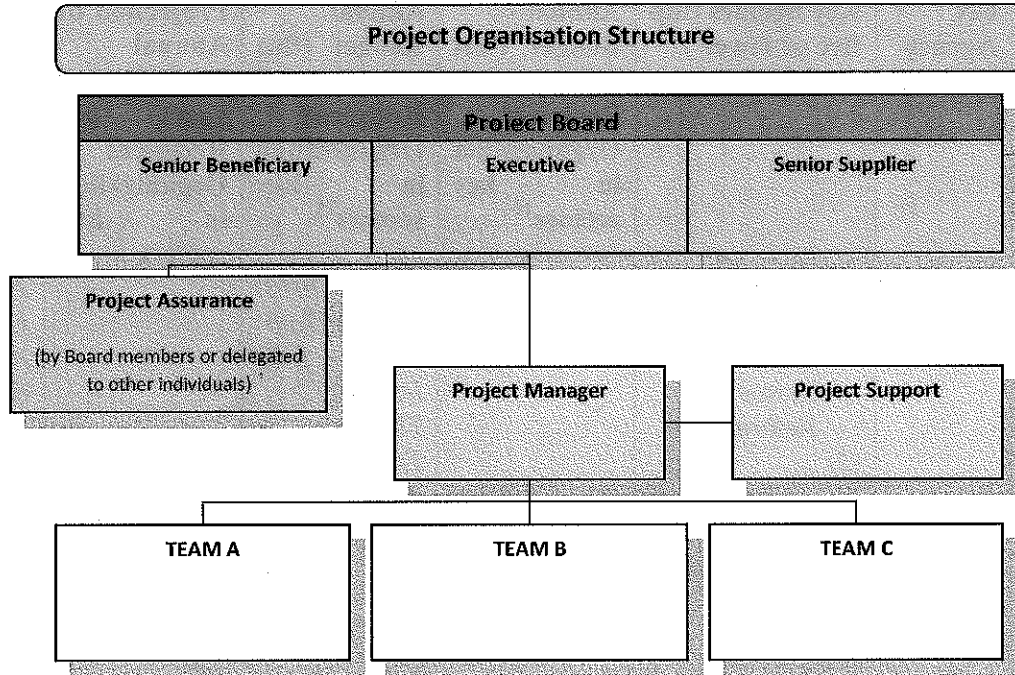 Project Organisation Structure
Project Board
Senior Beneficiary
Executive
Senior Supplier
Project Assurance
(by Board members or delegated
to other individuals)
Project Manager
Project Support
TEAM A
TEAM B
TEAM C